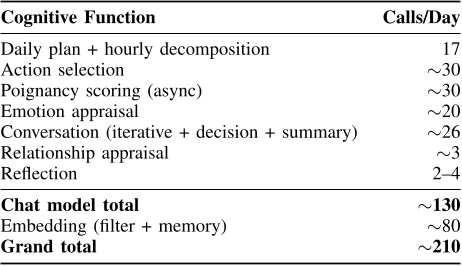 Cognitive Function Calls/Day
Daily plan + hourly decomposition 17
Action selection ∼30
Poignancy scoring (async) ∼30
Emotion appraisal ∼20
Conversation (iterative + decision + summary) ∼26
Relationship appraisal ∼3
Reflection 2–4
Chat model total ∼130
Embedding (filter + memory) ∼80
Grand total ∼210